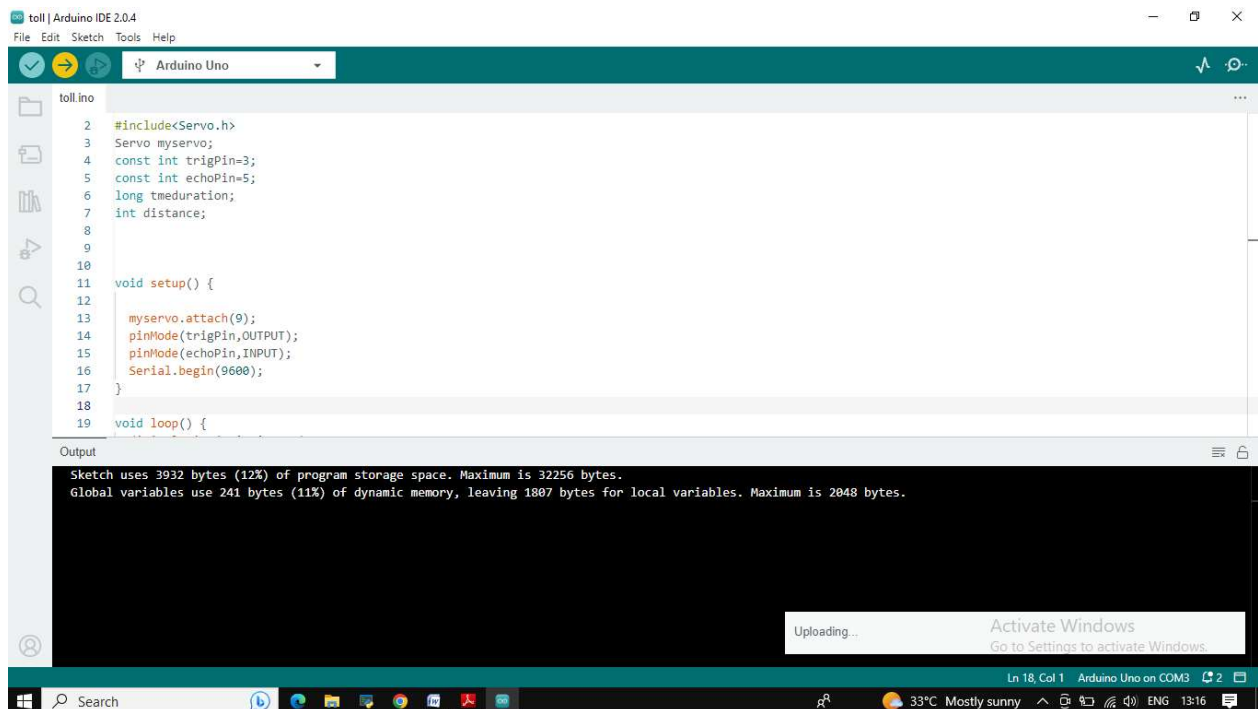 toll | Arduino IDE 2.0.4
File Edit Sketch Tools Help
Arduino Uno
toll.ino
2 #include<Servo.h>
3 Servo myservo;
4 const int trigPin=3;
5 const int echoPin=5;
6 long tmeduration;
7 int distance;
8
9
10
11 void setup() {
12
13 myservo.attach(9);
14 pinMode(trigPin,OUTPUT);
15 pinMode(echoPin,INPUT);
16 Serial.begin(9600);
17 }
18
19 void loop() {
Output
Sketch uses 3932 bytes (12%) of program storage space. Maximum is 32256 bytes.
Global variables use 241 bytes (11%) of dynamic memory, leaving 1807 bytes for local variables. Maximum is 2048 bytes.
Uploading...
Activate Windows
Go to Settings to activate Windows.
Ln 18, Col 1 Arduino Uno on COM3 2
Search
33°C Mostly sunny ENG 13:16